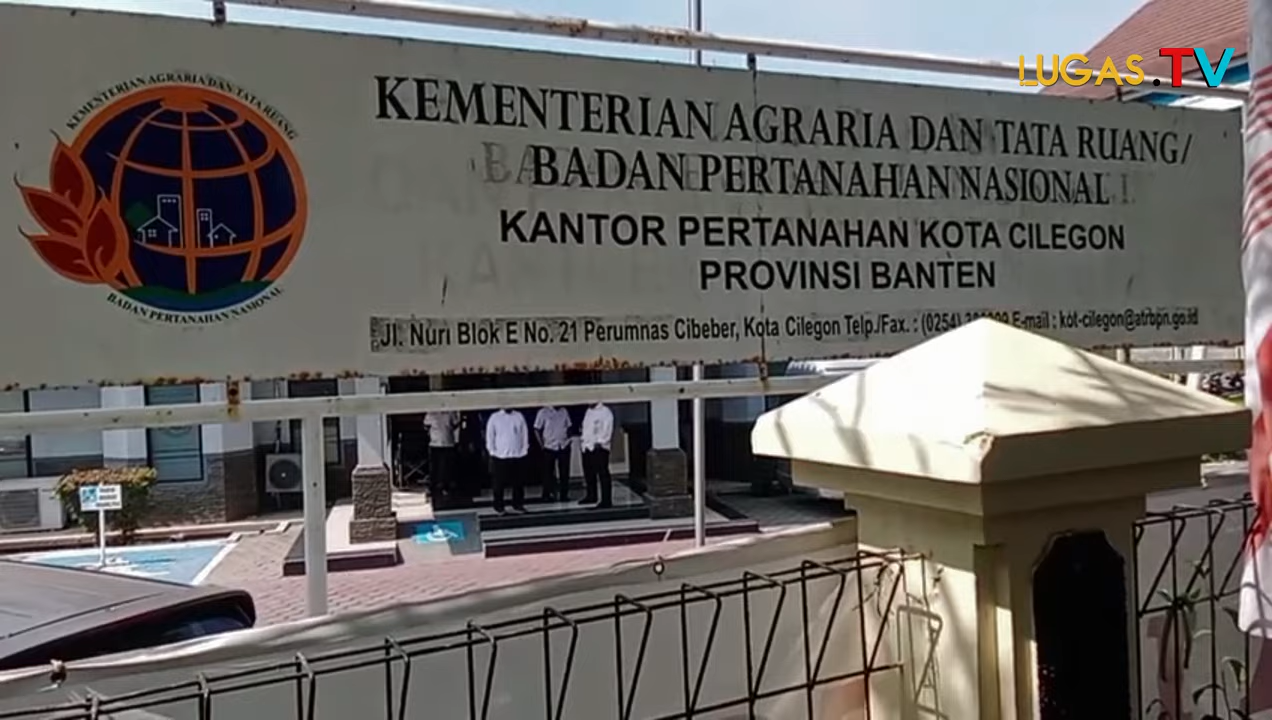 LUGAS.TV
KEMENTERIAN AGRARIA DAN TATA RUANG
BADAN PERTANAHAN NASIONAL
KEMENTERIAN AGRARIA DAN TATA RUANG/
BADAN PERTANAHAN NASIONAL
KANTOR PERTANAHAN KOTA CILEGON
PROVINSI BANTEN
Jl. Nuri Blok E No. 21 Perumnas Cibeber, Kota Cilegon Telp./Fax. : (0254) E-mail : kot-cilegon@atrbpn.go.id